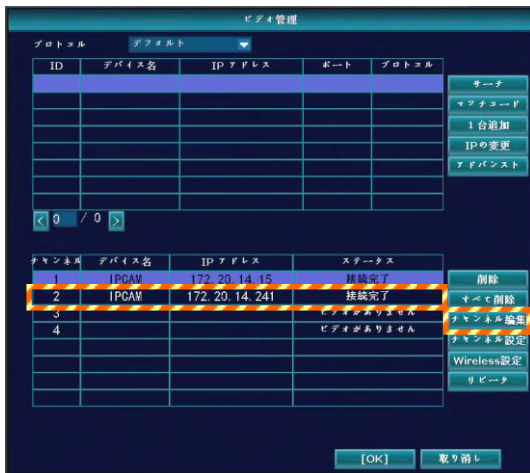 ビデオ管理
プロトコル デフォルト
ID デバイス名 IPアドレス ポート プロトコル
サーチ
マッチコード
1台追加
IPの変更
アドバンスト
< 0 / 0 >
チャンネル デバイス名 IPアドレス ステータス
1 IPCAM 172.20.14.15 接続完了 削除
2 IPCAM 172.20.14.241 接続完了 すべて削除
3 ビデオがありません チャンネル編集
4 ビデオがありません チャンネル設定
Wireless設定
リピータ
[OK] 取り消し